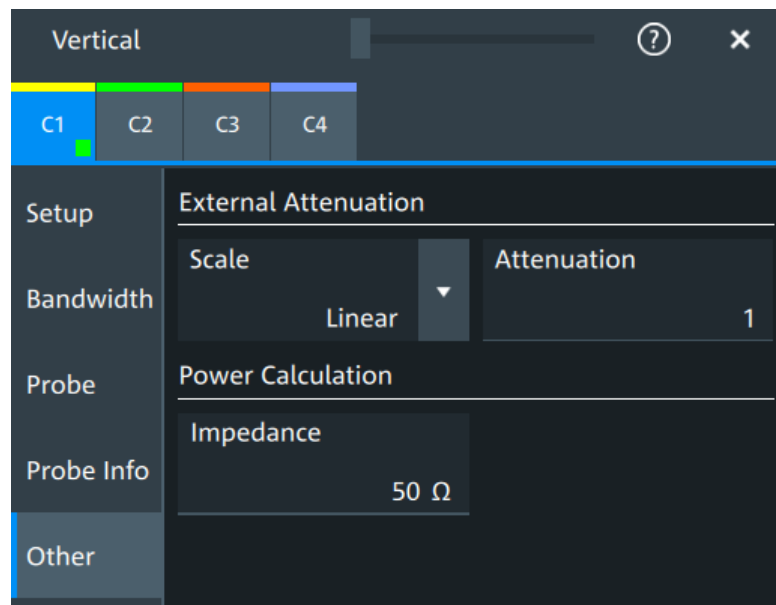 Vertical
C1 C2 C3 C4
Setup
Bandwidth
Probe
Probe Info
Other
External Attenuation
Scale
Linear
Attenuation
1
Power Calculation
Impedance
50 Ω